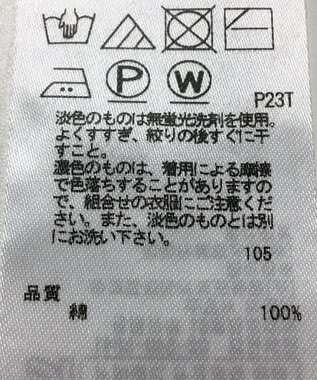 P W
P23T
淡色のものは無蛍光洗剤を使用。
よくすすぎ、絞りの後すぐに干
すこと。
濃色のものは、着用による摩擦
で色落ちすることがありますの
で、組合せの衣服にご注意くだ
さい。また、淡色のものとは別
にお洗い下さい。
105
品質
綿 100%